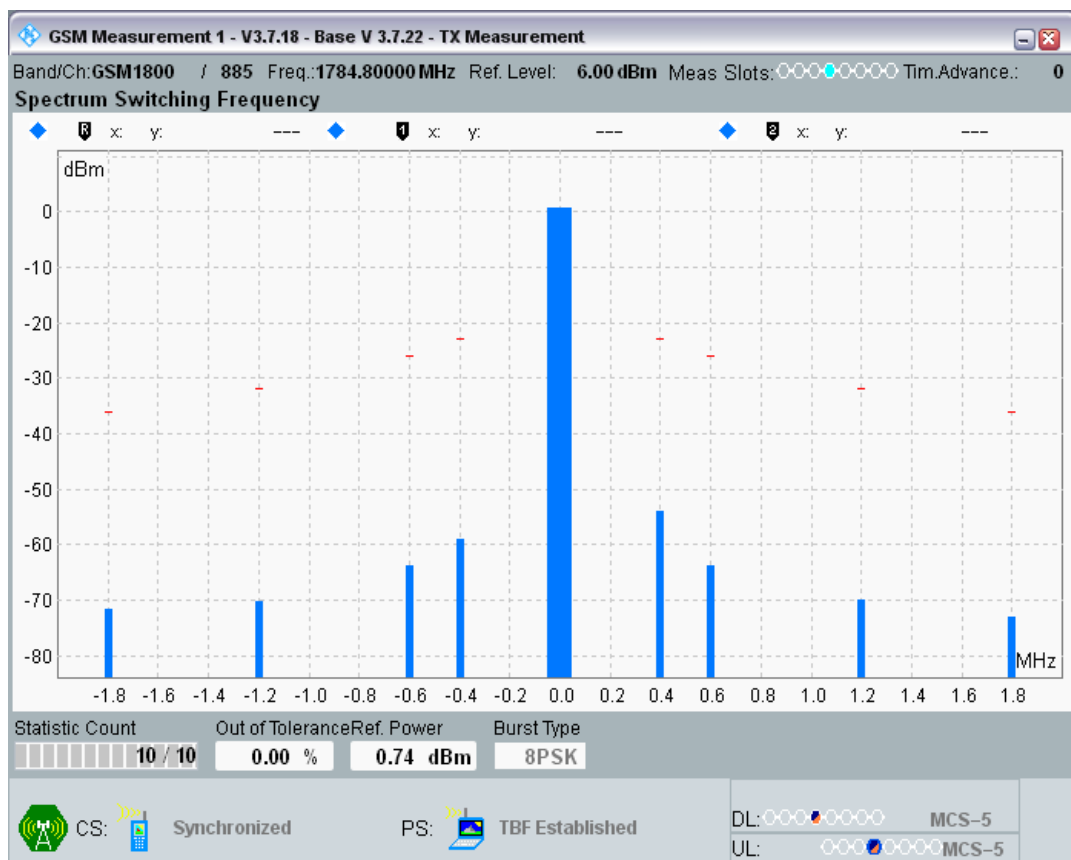 GSM Measurement 1 - V3.7.18 - Base V 3.7.22 - TX Measurement
Band/Ch:GSM1800 / 885 Freq.:1784.80000 MHz Ref. Level: 6.00 dBm Meas Slots: Tim.Advance.: 0
Spectrum Switching Frequency
R x: y: --- 1 x: y: --- 2 x: y: ---
dBm
0
-10
-20
-30
-40
-50
-60
-70
-80
MHz
-1.8 -1.6 -1.4 -1.2 -1.0 -0.8 -0.6 -0.4 -0.2 0.0 0.2 0.4 0.6 0.8 1.0 1.2 1.4 1.6 1.8
Statistic Count Out of Tolerance Ref. Power Burst Type
10 / 10 0.00 % 0.74 dBm 8PSK
CS: Synchronized PS: TBF Established DL: MCS-5
UL: MCS-5